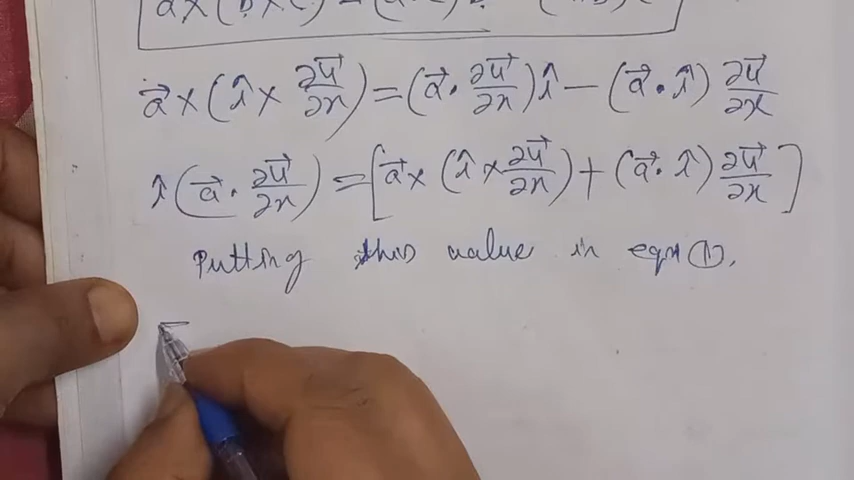 a⃗×(b⃗×c⃗)=(a⃗·c⃗)b⃗-(a⃗·b⃗)c⃗
a⃗×(î×∂u⃗/∂x)=(a⃗·∂u⃗/∂x)î-(a⃗·î)∂u⃗/∂x
î(a⃗·∂u⃗/∂x)=[a⃗×(î×∂u⃗/∂x)+(a⃗·î)∂u⃗/∂x]
Putting this value in eqn ①.